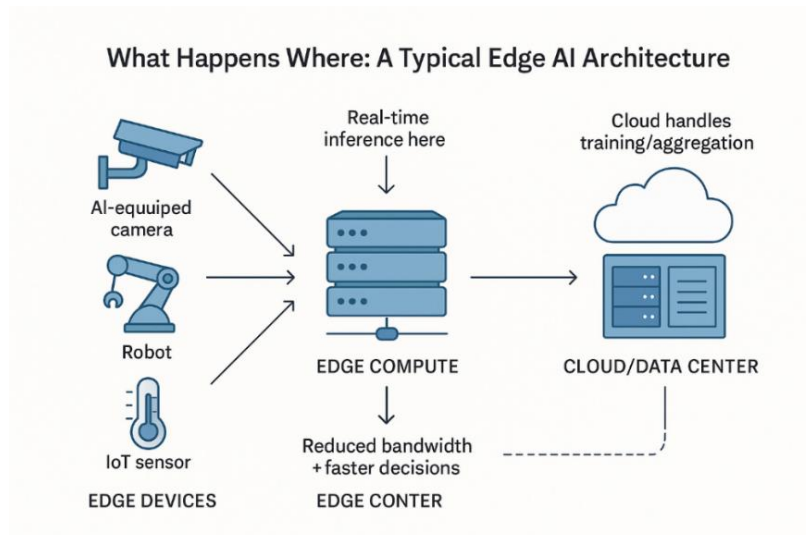 What Happens Where: A Typical Edge AI Architecture
AI-equuiped
camera
Robot
IoT sensor
EDGE DEVICES
Real-time
inference here
EDGE COMPUTE
Reduced bandwidth
+ faster decisions
EDGE CONTER
Cloud handles
training/aggregation
CLOUD/DATA CENTER